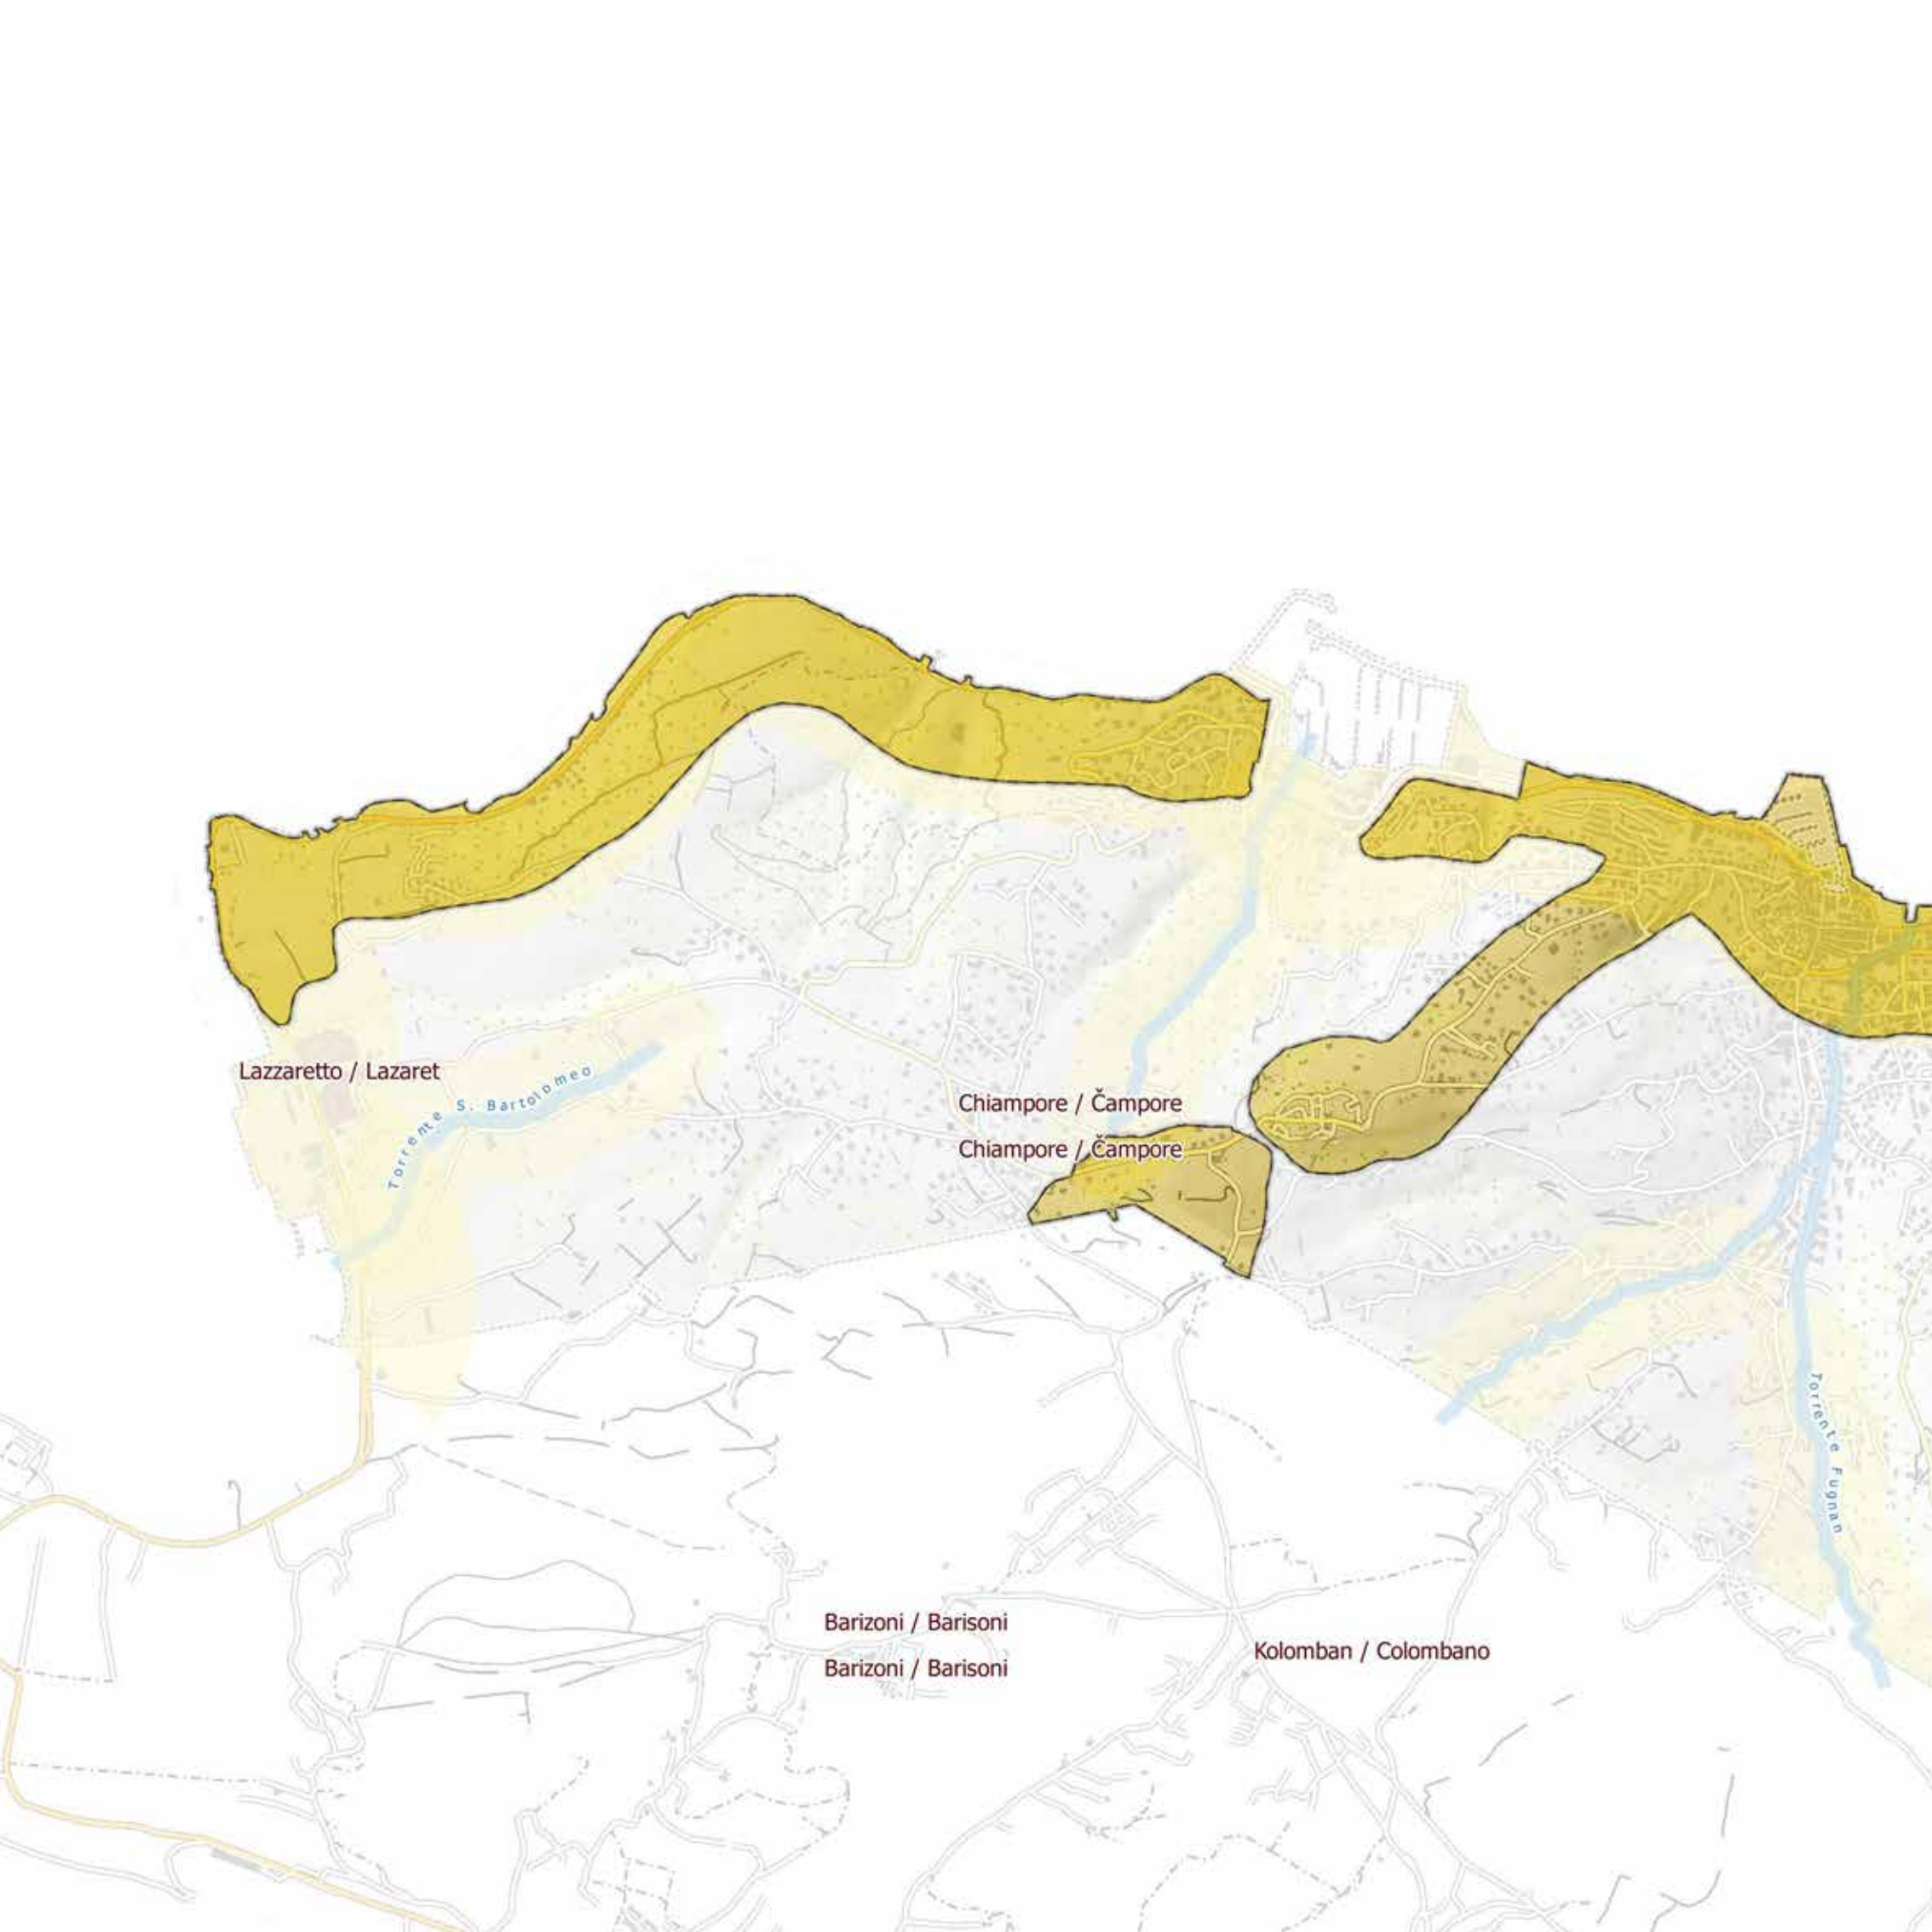 Lazzaretto / Lazaret
Torrente S. Bartolomeo
Chiampore / Čampore
Chiampore / Čampore
Torrente Fugnan
Barizoni / Barisoni
Kolomban / Colombano
Barizoni / Barisoni